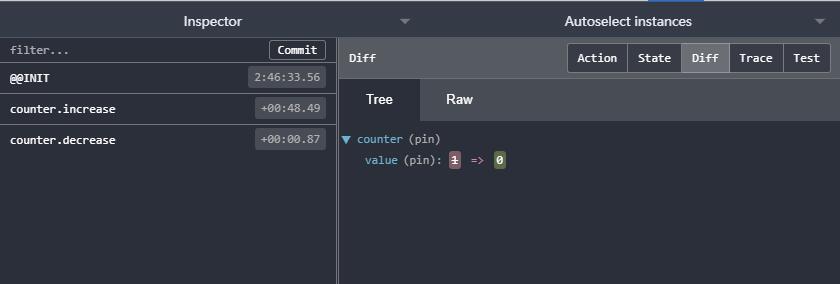 Inspector
Autoselect instances
filter...
Commit
@@INIT
2:46:33.56
counter.increase
+00:48.49
counter.decrease
+00:00.87
Diff
Action
State
Diff
Trace
Test
Tree
Raw
counter (pin)
value (pin): 1 => 0